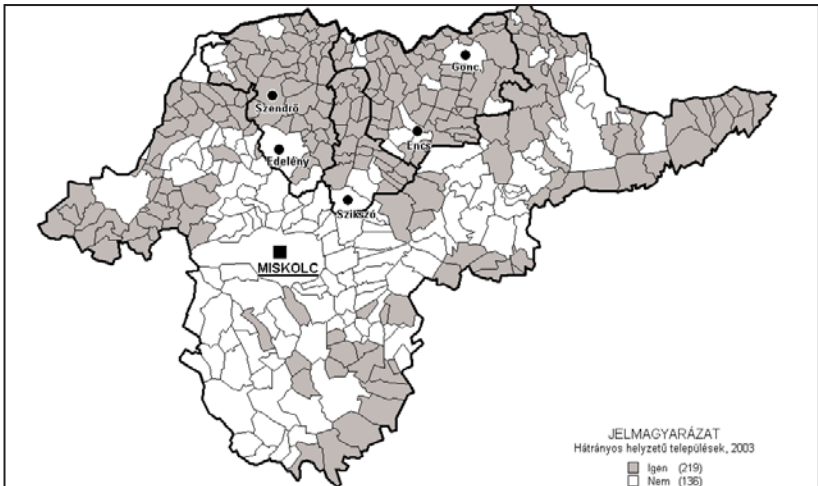 Gönc.
Szendrő
Encs
Edelény
Szikszó
MISKOLC
JELMAGYARÁZAT
Hátrányos helyzetű települések, 2003
Igen (219)
Nem (136)